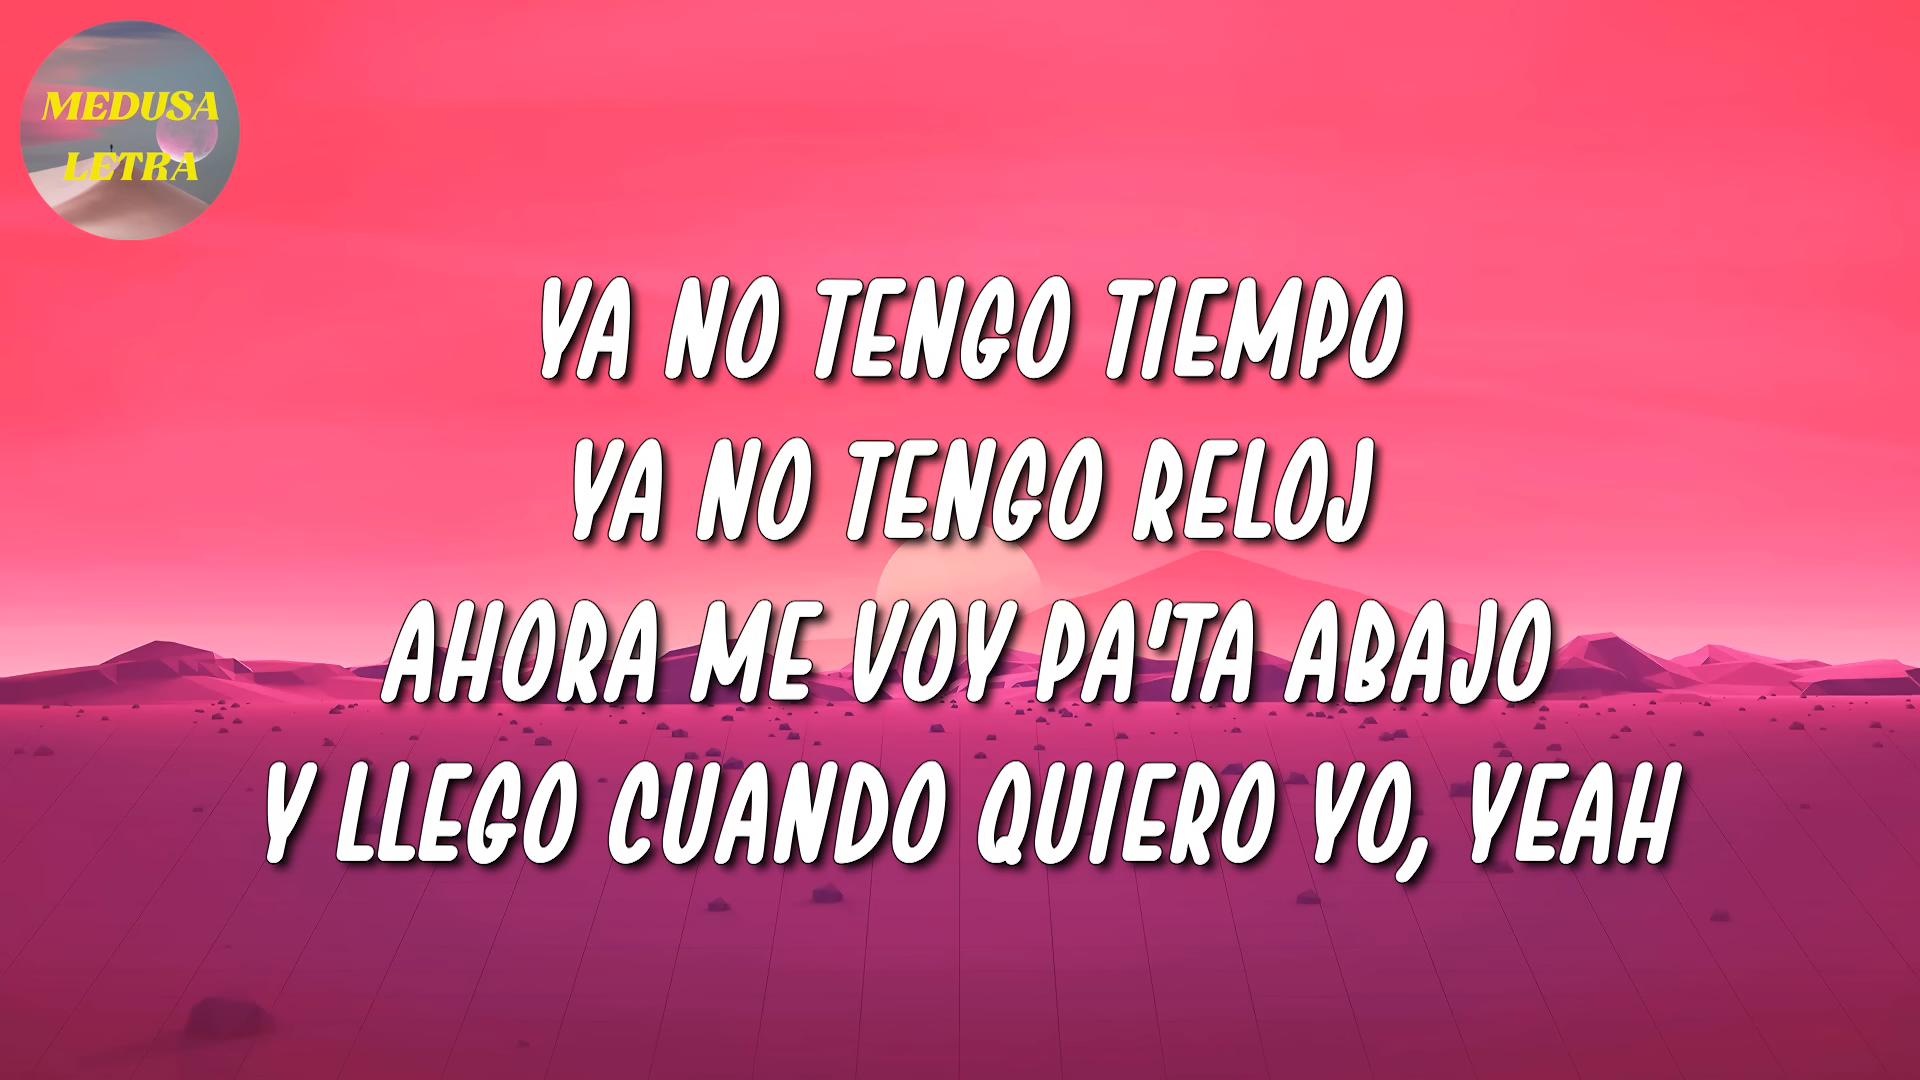 MEDUSA
LETRA
YA NO TENGO TIEMPO
YA NO TENGO RELOJ
AHORA ME VOY PA'TA ABAJO
Y LLEGO CUANDO QUIERO YO, YEAH